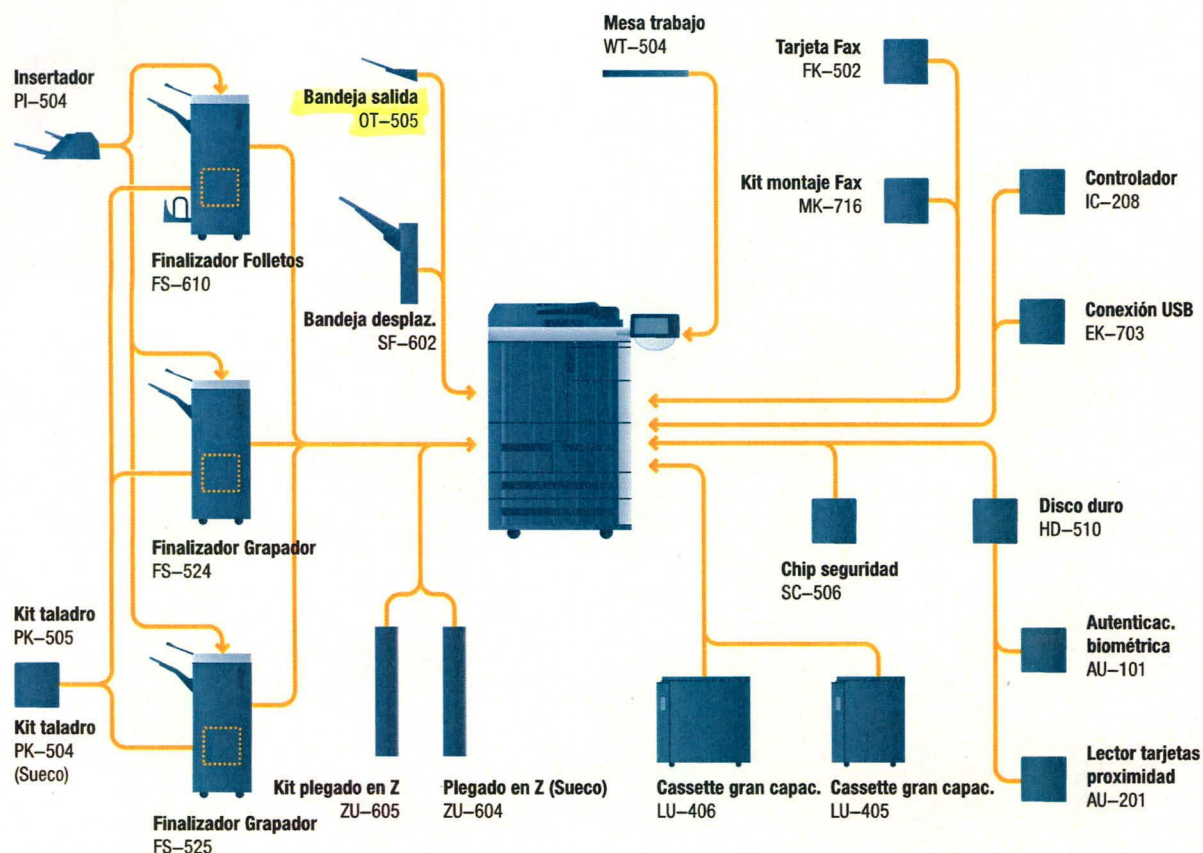 Insertador
PI–504
Bandeja salida
OT–505
Mesa trabajo
WT–504
Tarjeta Fax
FK–502
Kit montaje Fax
MK–716
Controlador
IC–208
Finalizador Folletos
FS–610
Bandeja desplaz.
SF–602
Conexión USB
EK–703
Finalizador Grapador
FS–524
Chip seguridad
SC–506
Disco duro
HD–510
Kit taladro
PK–505
Autenticac.
biométrica
AU–101
Kit taladro
PK–504
(Sueco)
Kit plegado en Z
ZU–605
Plegado en Z (Sueco)
ZU–604
Cassette gran capac.
LU–406
Cassette gran capac.
LU–405
Lector tarjetas
proximidad
AU–201
Finalizador Grapador
FS–525